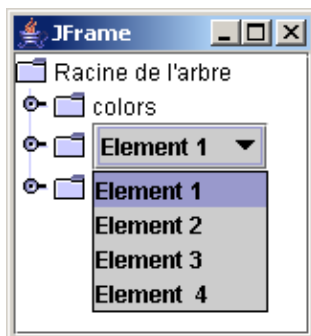 JFrame
Racine de l'arbre
colors
Element 1
Element 1
Element 2
Element 3
Element  4